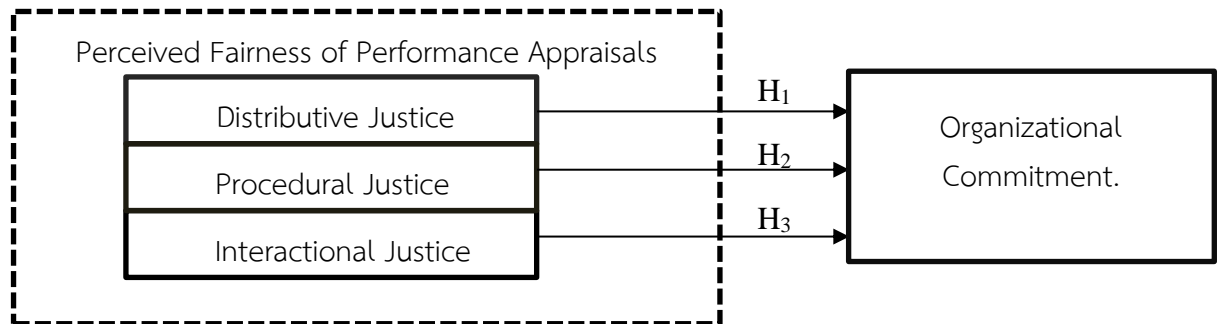 Perceived Fairness of Performance Appraisals
Distributive Justice
Procedural Justice
Interactional Justice
H₁
H₂
H₃
Organizational
Commitment.